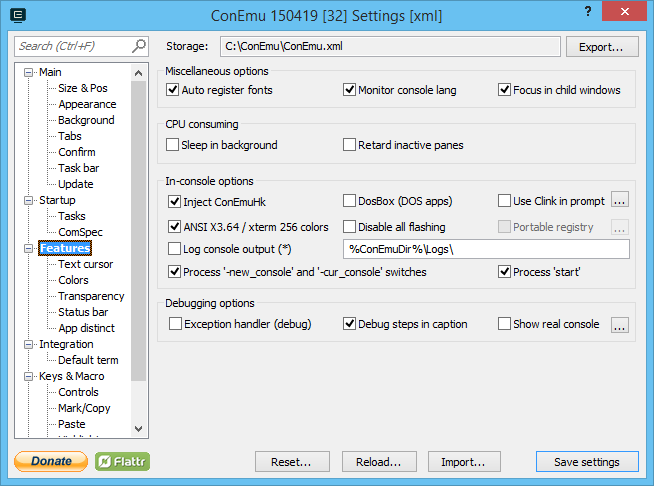 ConEmu 150419 [32] Settings [xml]
?
Search (Ctrl+F)
Storage:
C:\ConEmu\ConEmu.xml
Export...
Main
Size & Pos
Appearance
Background
Tabs
Confirm
Task bar
Update
Startup
Tasks
ComSpec
Features
Text cursor
Colors
Transparency
Status bar
App distinct
Integration
Default term
Keys & Macro
Controls
Mark/Copy
Paste
Miscellaneous options
Auto register fonts
Monitor console lang
Focus in child windows
CPU consuming
Sleep in background
Retard inactive panes
In-console options
Inject ConEmuHk
DosBox (DOS apps)
Use Clink in prompt
...
ANSI X3.64 / xterm 256 colors
Disable all flashing
Portable registry
...
Log console output (*)
%ConEmuDir%\Logs\
Process '-new_console' and '-cur_console' switches
Process 'start'
Debugging options
Exception handler (debug)
Debug steps in caption
Show real console
...
Donate
Flattr
Reset...
Reload...
Import...
Save settings